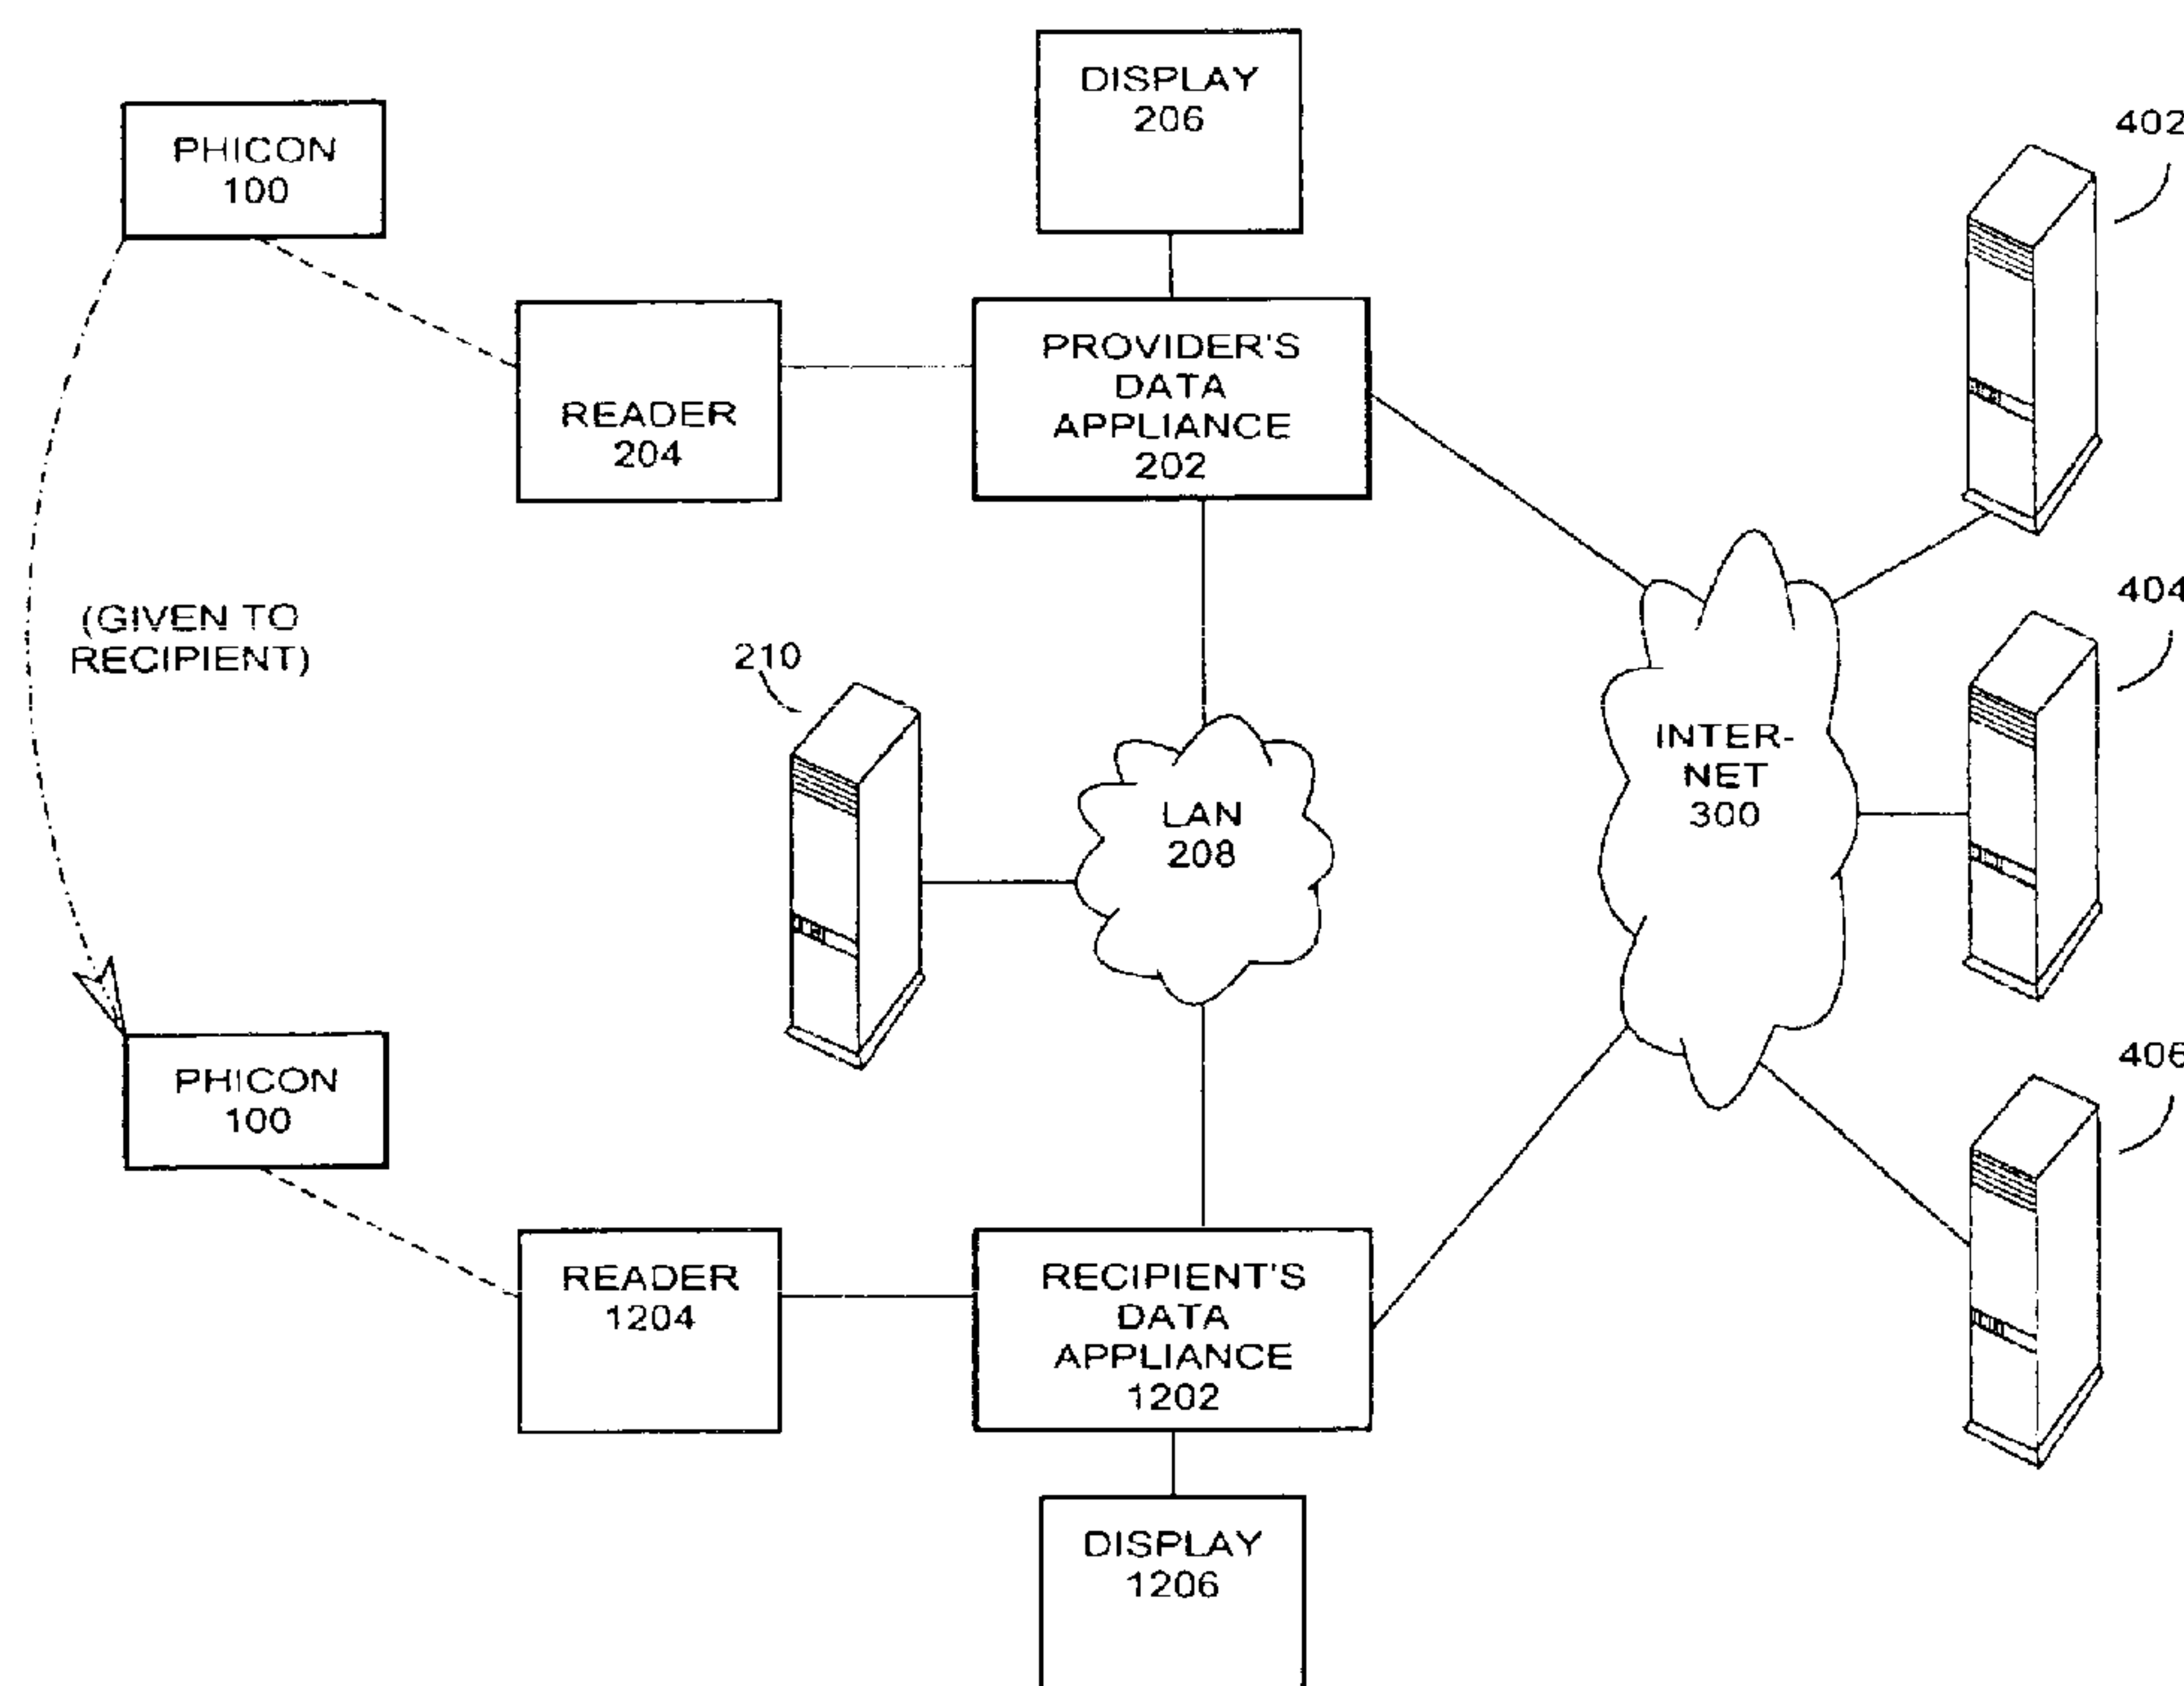 DISPLAY
206
PHICON
100
402
PROVIDER'S
DATA
APPLIANCE
202
READER
204
404
(GIVEN TO
RECIPIENT)
210
INTER-
NET
300
LAN
208
PHICON
100
READER
1204
RECIPIENT'S
DATA
APPLIANCE
1202
DISPLAY
1206